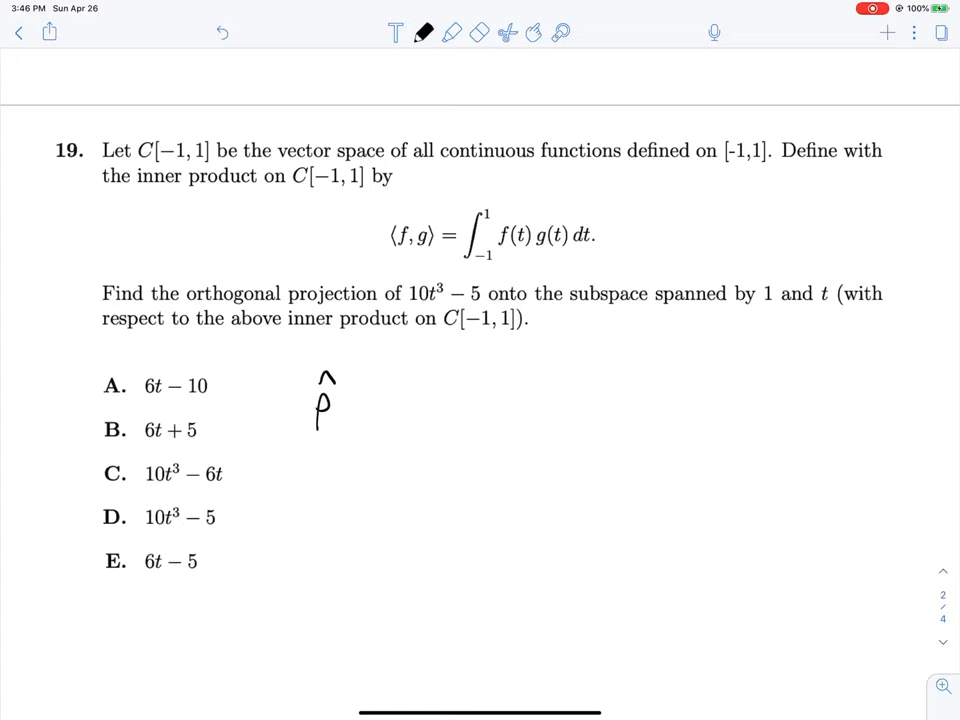 3:46 PM Sun Apr 26
100%
19. Let C[−1, 1] be the vector space of all continuous functions defined on [-1,1]. Define with
the inner product on C[−1, 1] by
⟨f, g⟩ = ∫₋₁¹ f(t) g(t) dt.
Find the orthogonal projection of 10t³ − 5 onto the subspace spanned by 1 and t (with
respect to the above inner product on C[−1, 1]).
A. 6t − 10
B. 6t + 5
C. 10t³ − 6t
D. 10t³ − 5
E. 6t − 5
p̂
2
/
4